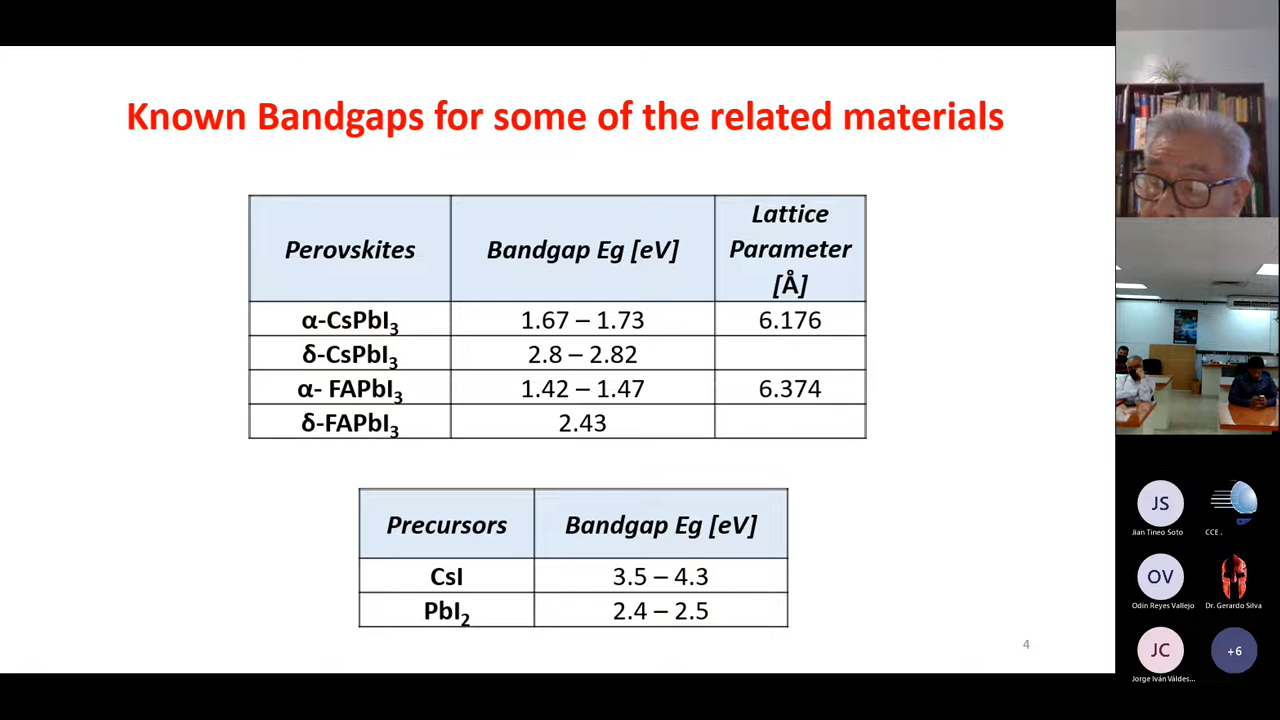 Known Bandgaps for some of the related materials
Perovskites Bandgap Eg [eV] Lattice Parameter [Å]
α-CsPbI3 1.67 – 1.73 6.176
δ-CsPbI3 2.8 – 2.82
α- FAPbI3 1.42 – 1.47 6.374
δ-FAPbI3 2.43
Precursors Bandgap Eg [eV]
CsI 3.5 – 4.3
PbI2 2.4 – 2.5
4
JS
Jian Tineo Soto CCE .
OV
Odin Reyes Vallejo Dr. Gerardo Silva
JC +6
Jorge Iván Váldes...